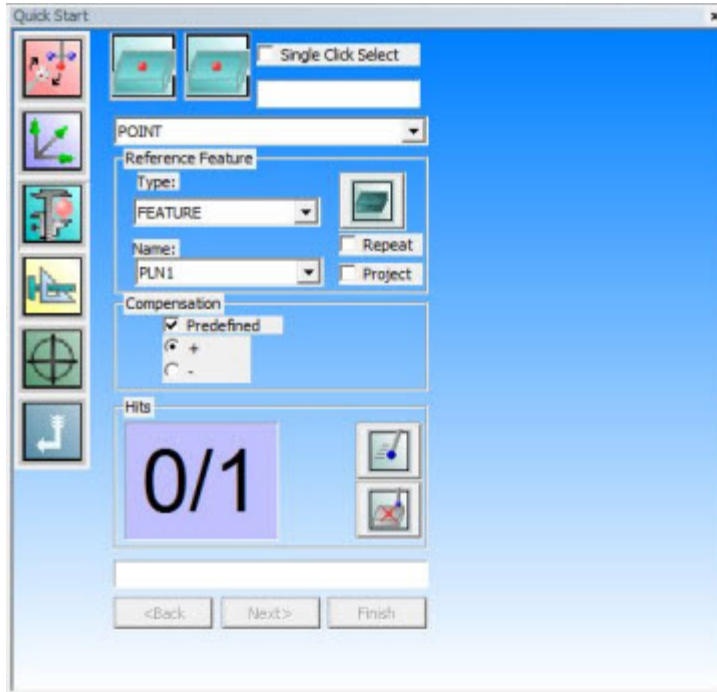 Quick Start
Single Click Select
POINT
Reference Feature
Type:
FEATURE
Name:
Repeat
PLN1
Project
Compensation
Predefined
+
-
Hits
0/1
<Back
Next>
Finish